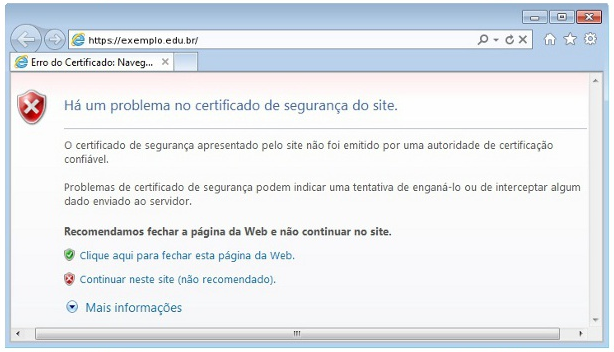 https://exemplo.edu.br/
Erro do Certificado: Naveg...
Há um problema no certificado de segurança do site.
O certificado de segurança apresentado pelo site não foi emitido por uma autoridade de certificação
confiável.
Problemas de certificado de segurança podem indicar uma tentativa de enganá-lo ou de interceptar algum
dado enviado ao servidor.
Recomendamos fechar a página da Web e não continuar no site.
Clique aqui para fechar esta página da Web.
Continuar neste site (não recomendado).
Mais informações